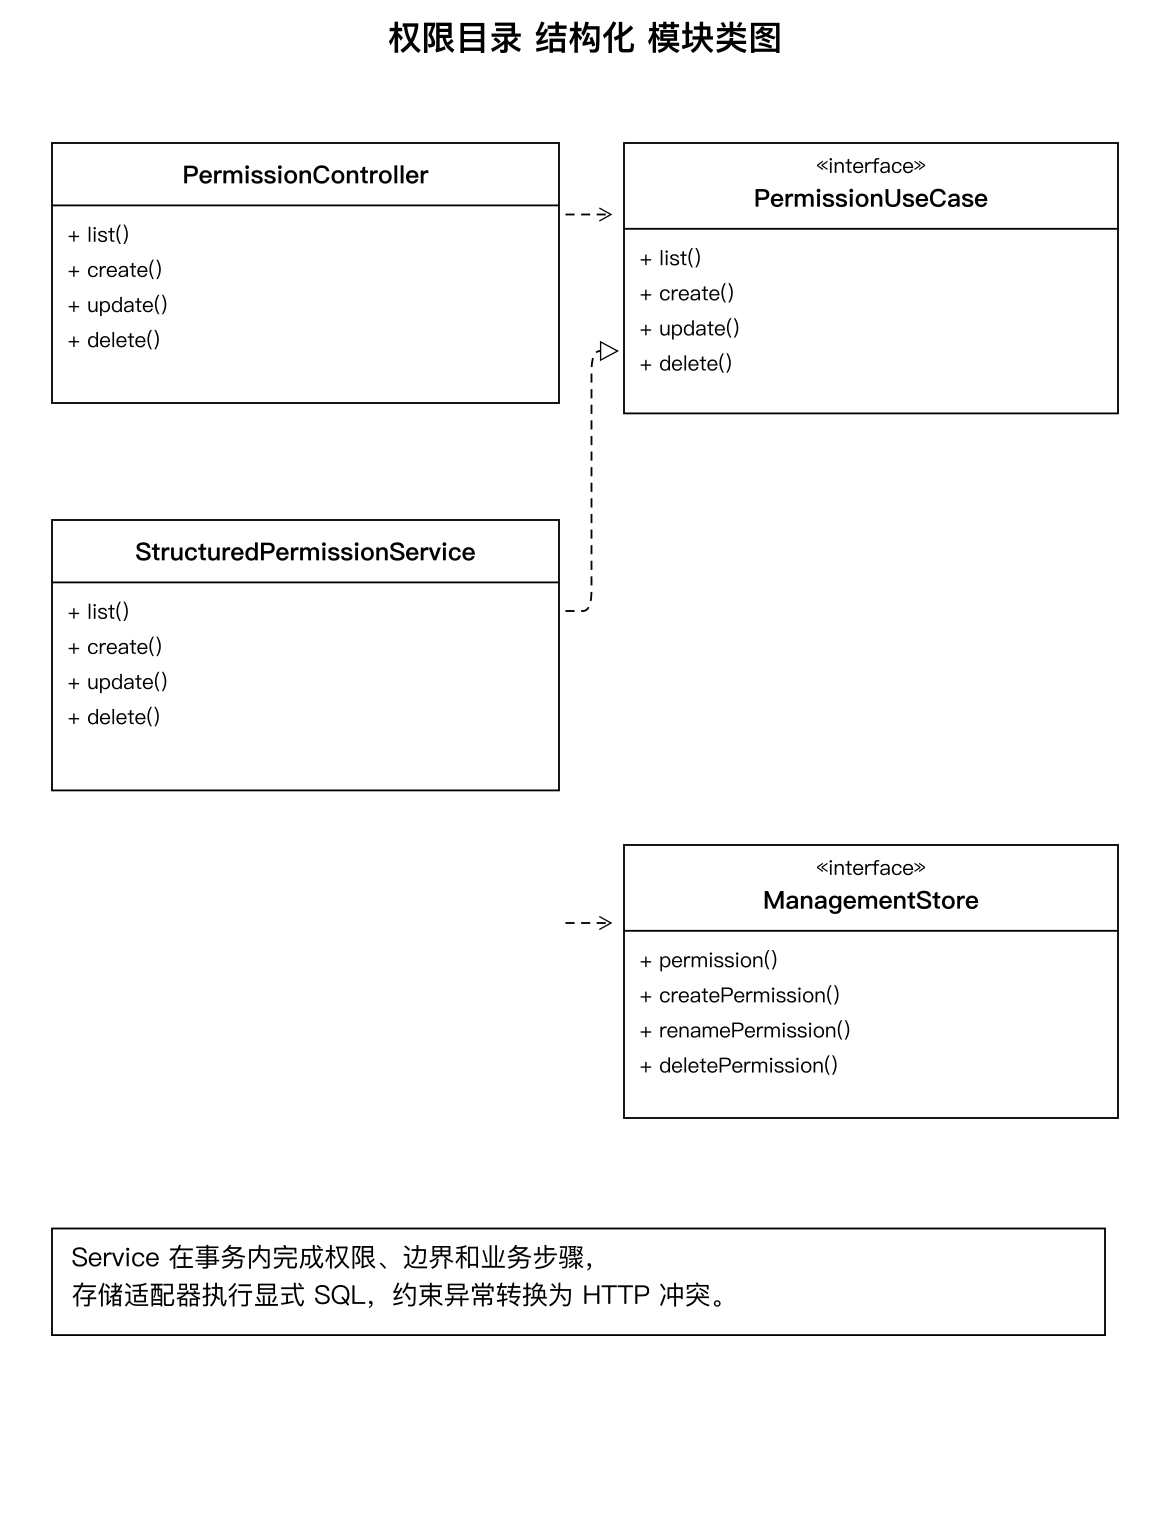 权限目录 结构化 模块类图
PermissionController
+ list()
+ create()
+ update()
+ delete()
«interface»
PermissionUseCase
+ list()
+ create()
+ update()
+ delete()
StructuredPermissionService
+ list()
+ create()
+ update()
+ delete()
«interface»
ManagementStore
+ permission()
+ createPermission()
+ renamePermission()
+ deletePermission()
Service 在事务内完成权限、边界和业务步骤，
存储适配器执行显式 SQL，约束异常转换为 HTTP 冲突。